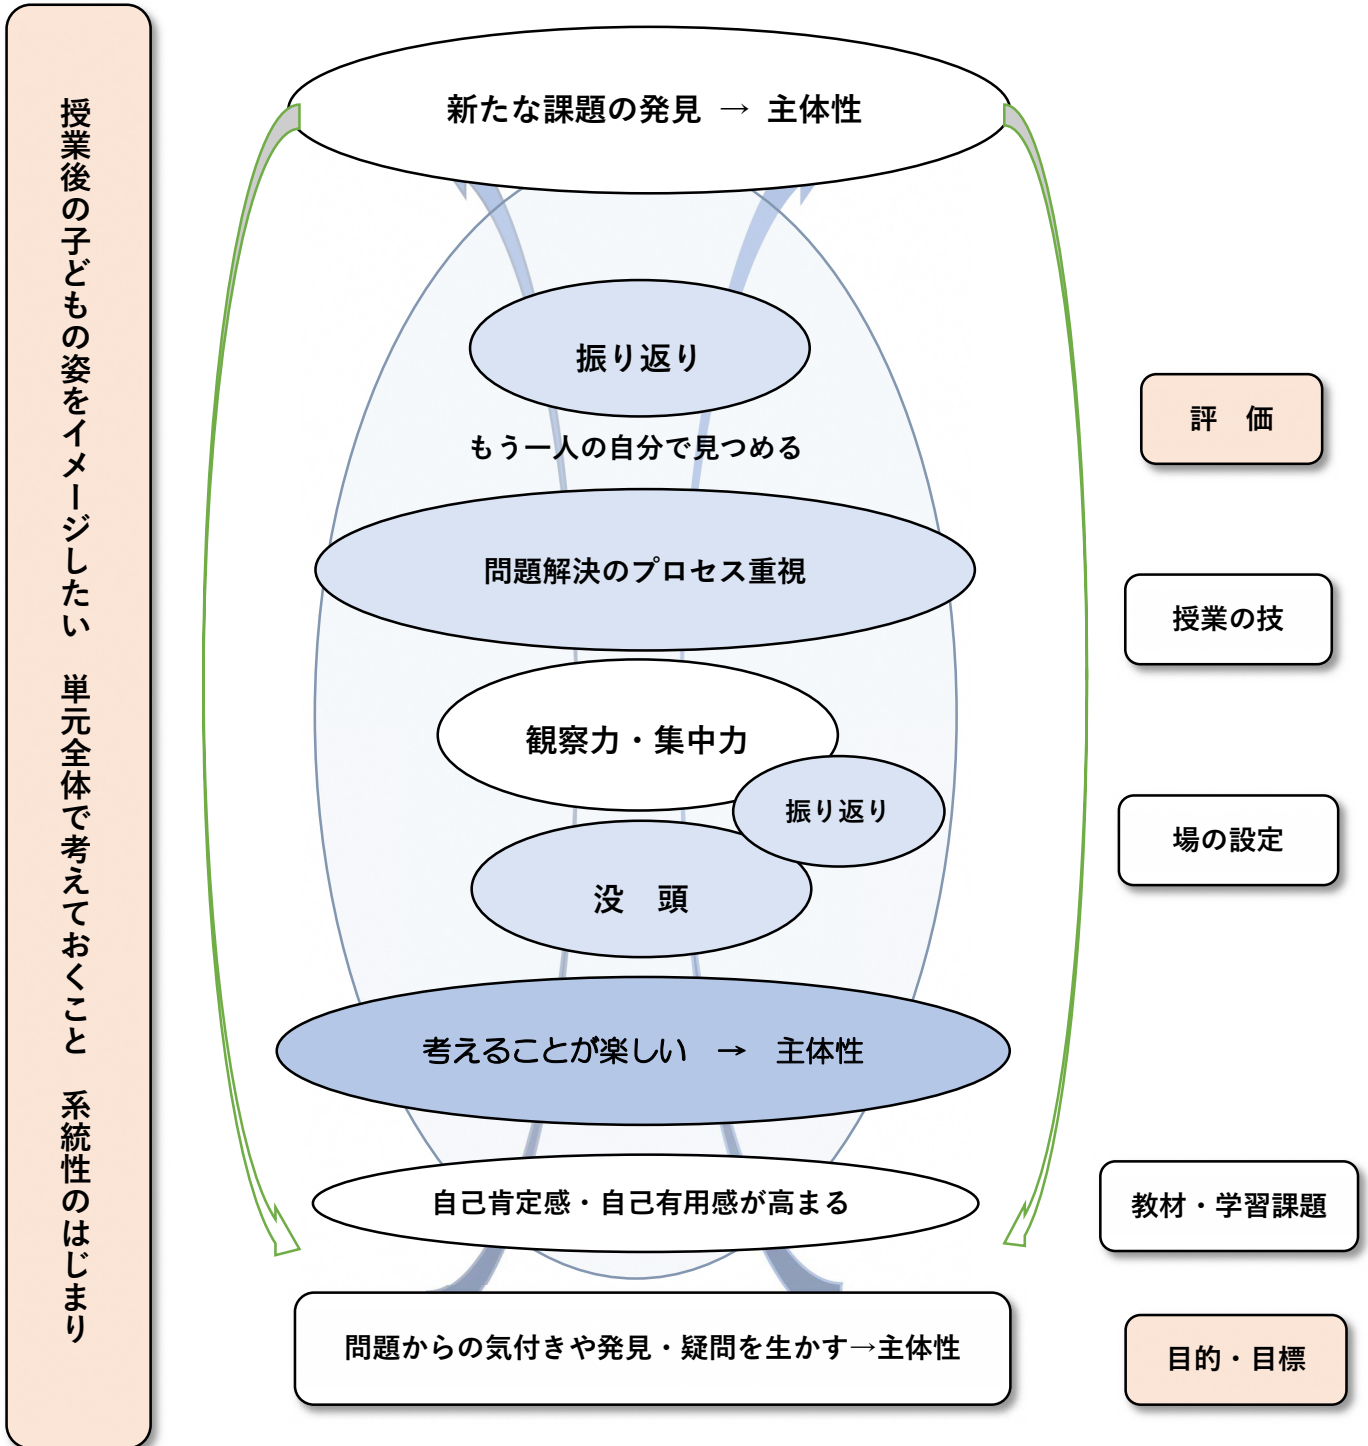 授業後の子どもの姿をイメージしたい　単元全体で考えておくこと　系統性のはじまり
新たな課題の発見 → 主体性
振り返り
もう一人の自分で見つめる
問題解決のプロセス重視
観察力・集中力
振り返り
没　頭
考えることが楽しい　→　主体性
自己肯定感・自己有用感が高まる
問題からの気付きや発見・疑問を生かす→主体性
評　価
授業の技
場の設定
教材・学習課題
目的・目標